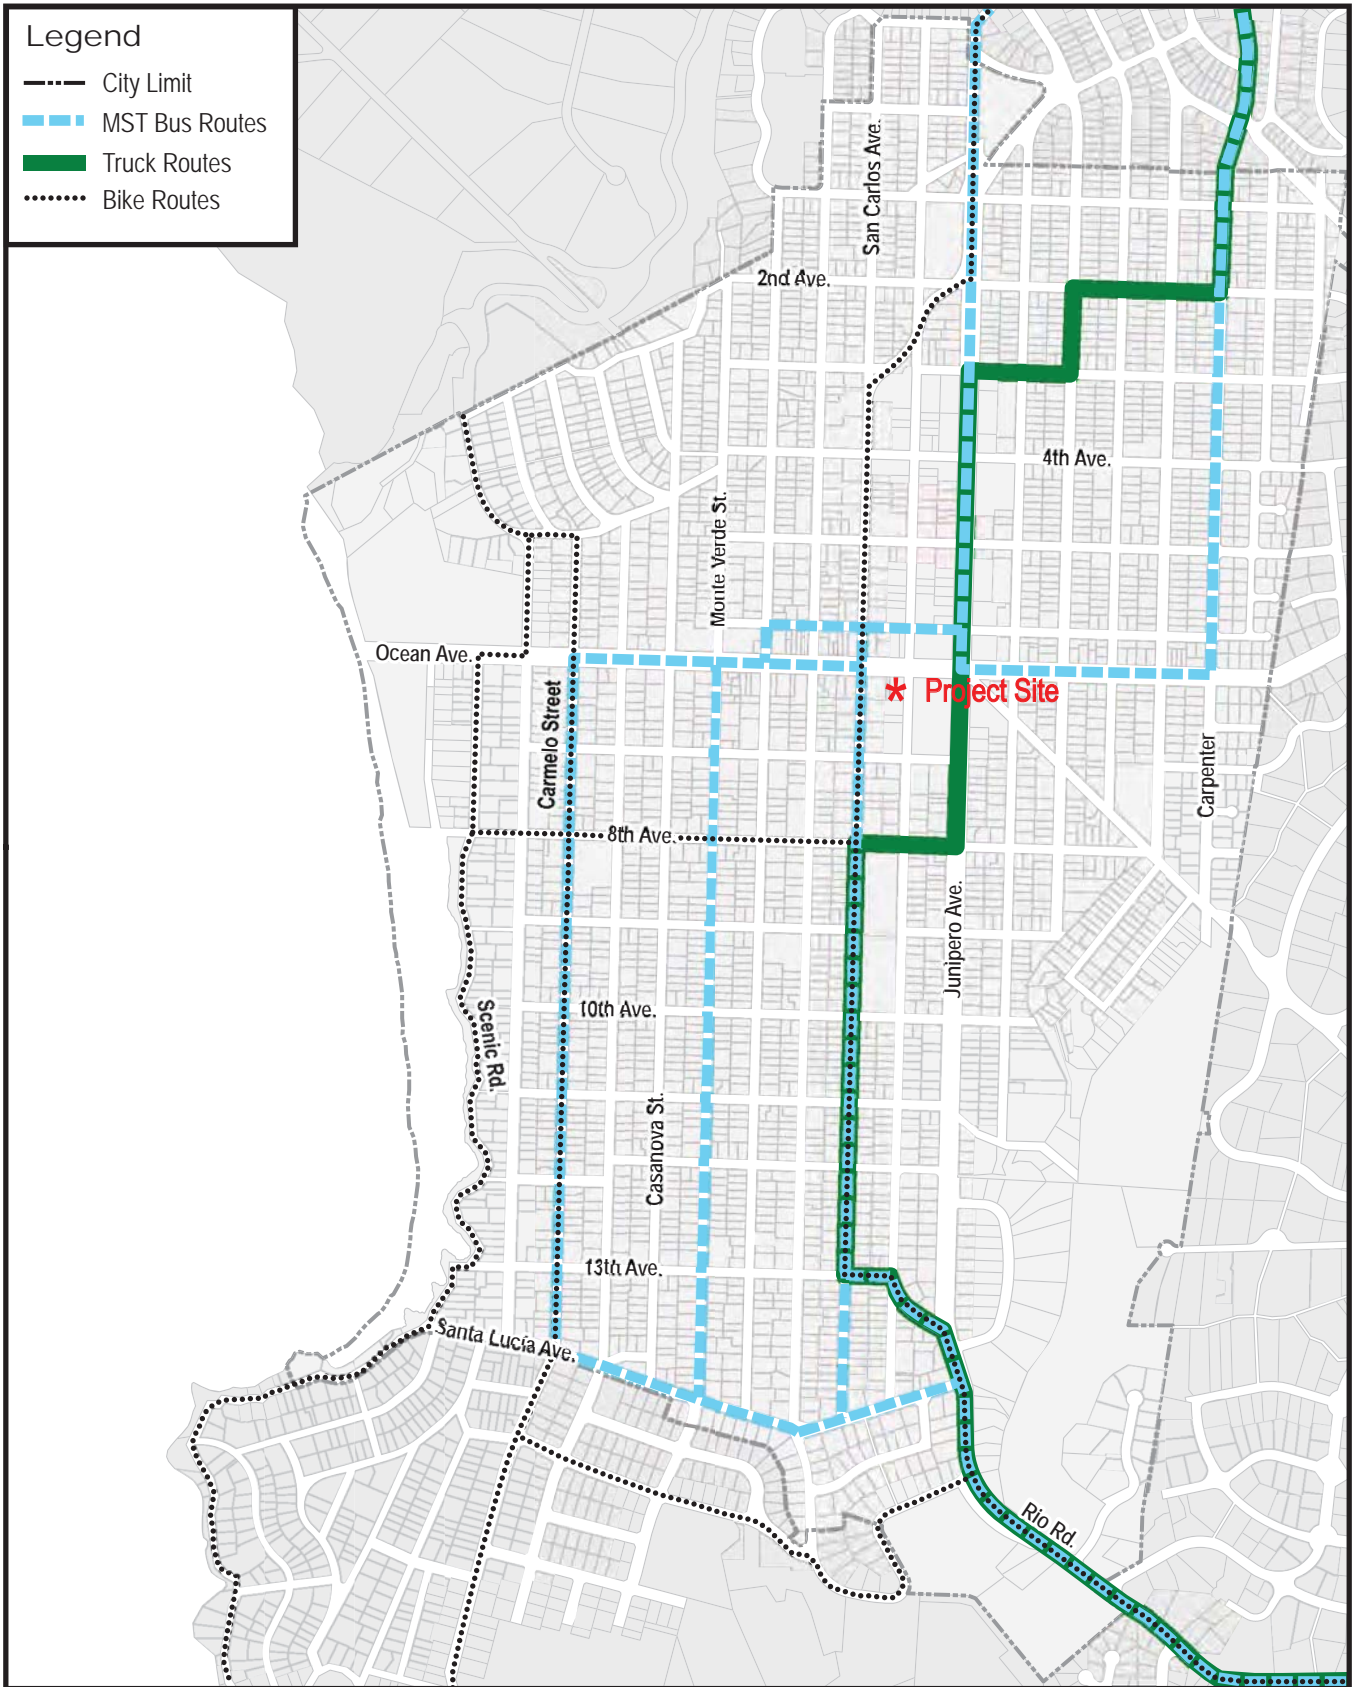 Legend
City Limit
MST Bus Routes
Truck Routes
Bike Routes
San Carlos Ave.
2nd Ave.
4th Ave.
Monte Verde St.
Ocean Ave.
* Project Site
Carmelo Street
Carpenter
8th Ave.
Junipero Ave.
10th Ave.
Scenic Rd.
Casanova St.
13th Ave.
Santa Lucía Ave.
Rio Rd.